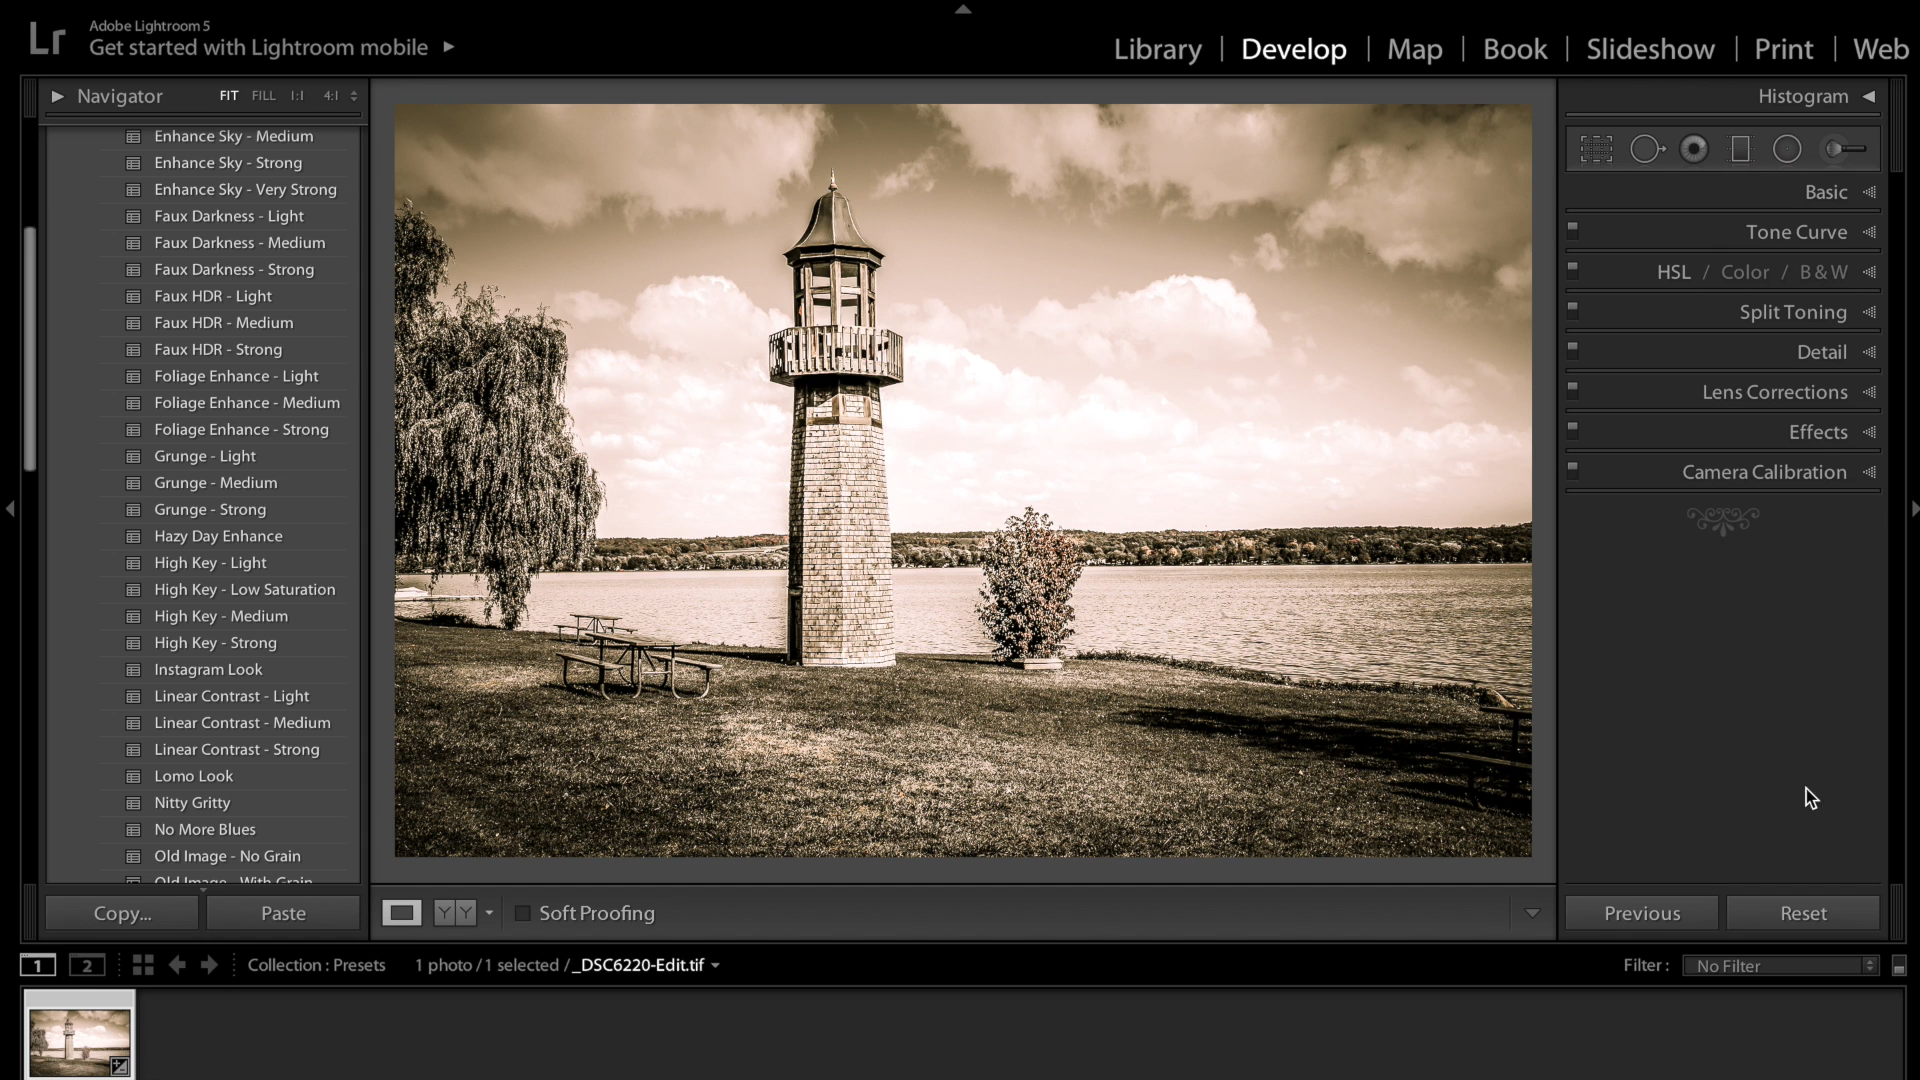 Lr
Adobe Lightroom 5
Get started with Lightroom mobile
Library | Develop | Map | Book | Slideshow | Print | Web
Navigator FIT FILL 1:1 4:1
Enhance Sky - Medium
Enhance Sky - Strong
Enhance Sky - Very Strong
Faux Darkness - Light
Faux Darkness - Medium
Faux Darkness - Strong
Faux HDR - Light
Faux HDR - Medium
Faux HDR - Strong
Foliage Enhance - Light
Foliage Enhance - Medium
Foliage Enhance - Strong
Grunge - Light
Grunge - Medium
Grunge - Strong
Hazy Day Enhance
High Key - Light
High Key - Low Saturation
High Key - Medium
High Key - Strong
Instagram Look
Linear Contrast - Light
Linear Contrast - Medium
Linear Contrast - Strong
Lomo Look
Nitty Gritty
No More Blues
Old Image - No Grain
Old Image - With Grain
Copy... Paste
YY Soft Proofing
Histogram
Basic
Tone Curve
HSL / Color / B & W
Split Toning
Detail
Lens Corrections
Effects
Camera Calibration
Previous Reset
1 2 Collection : Presets 1 photo / 1 selected / _DSC6220-Edit.tif
Filter : No Filter